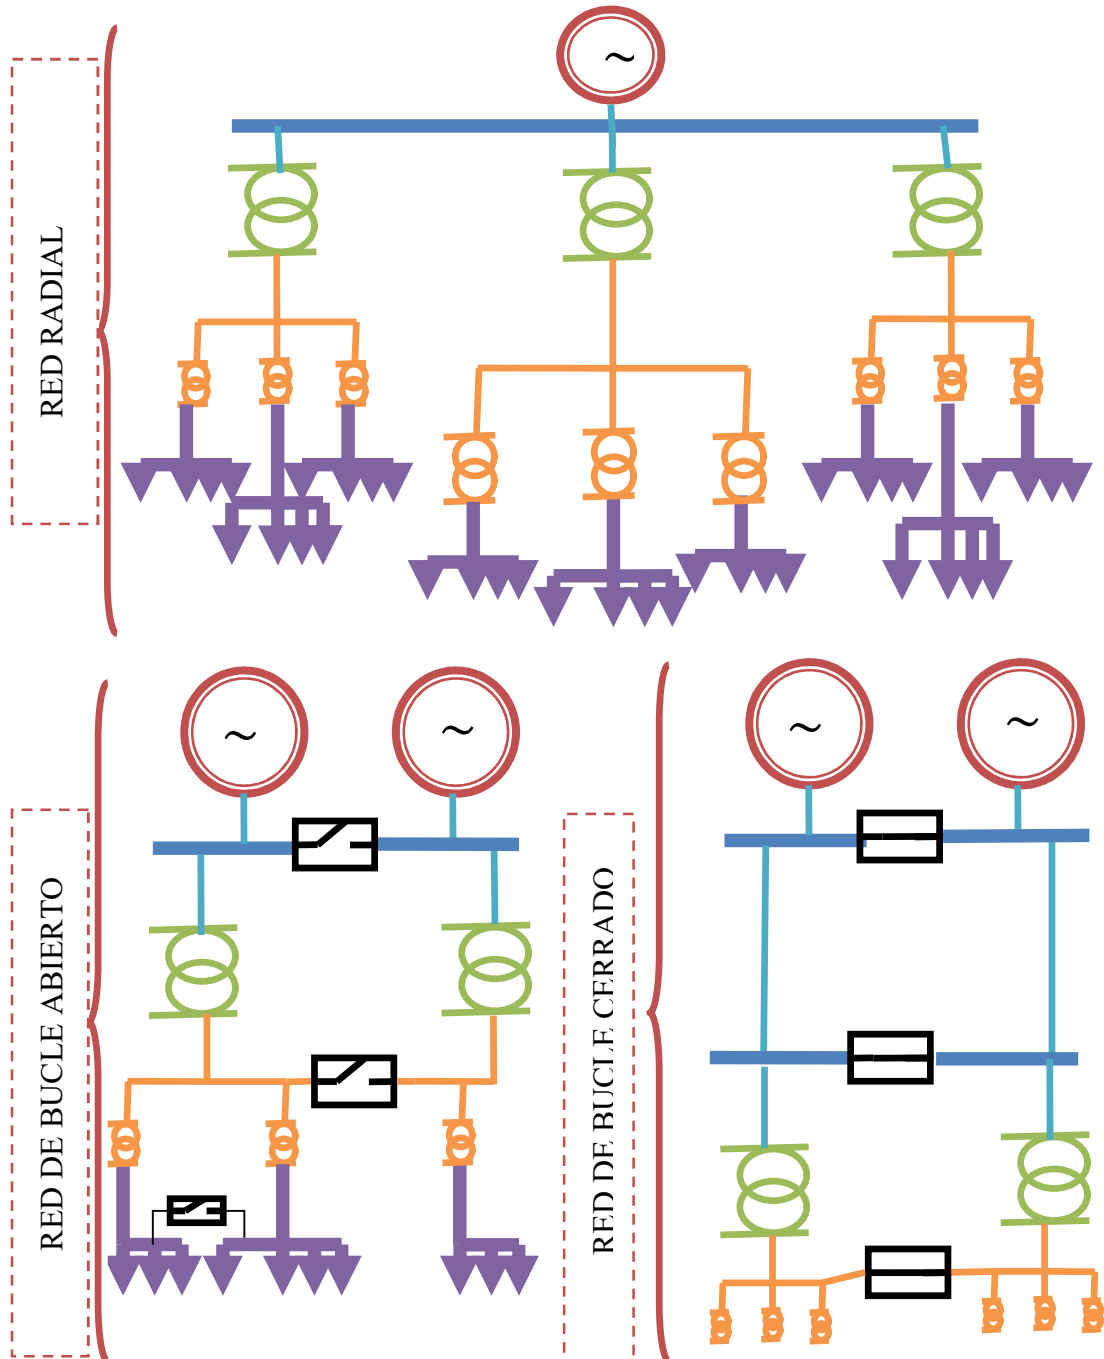 ~
RED RADIAL
~
~
RED DE BUCLE ABIERTO
~
~
RED DE BUCLE CERRADO